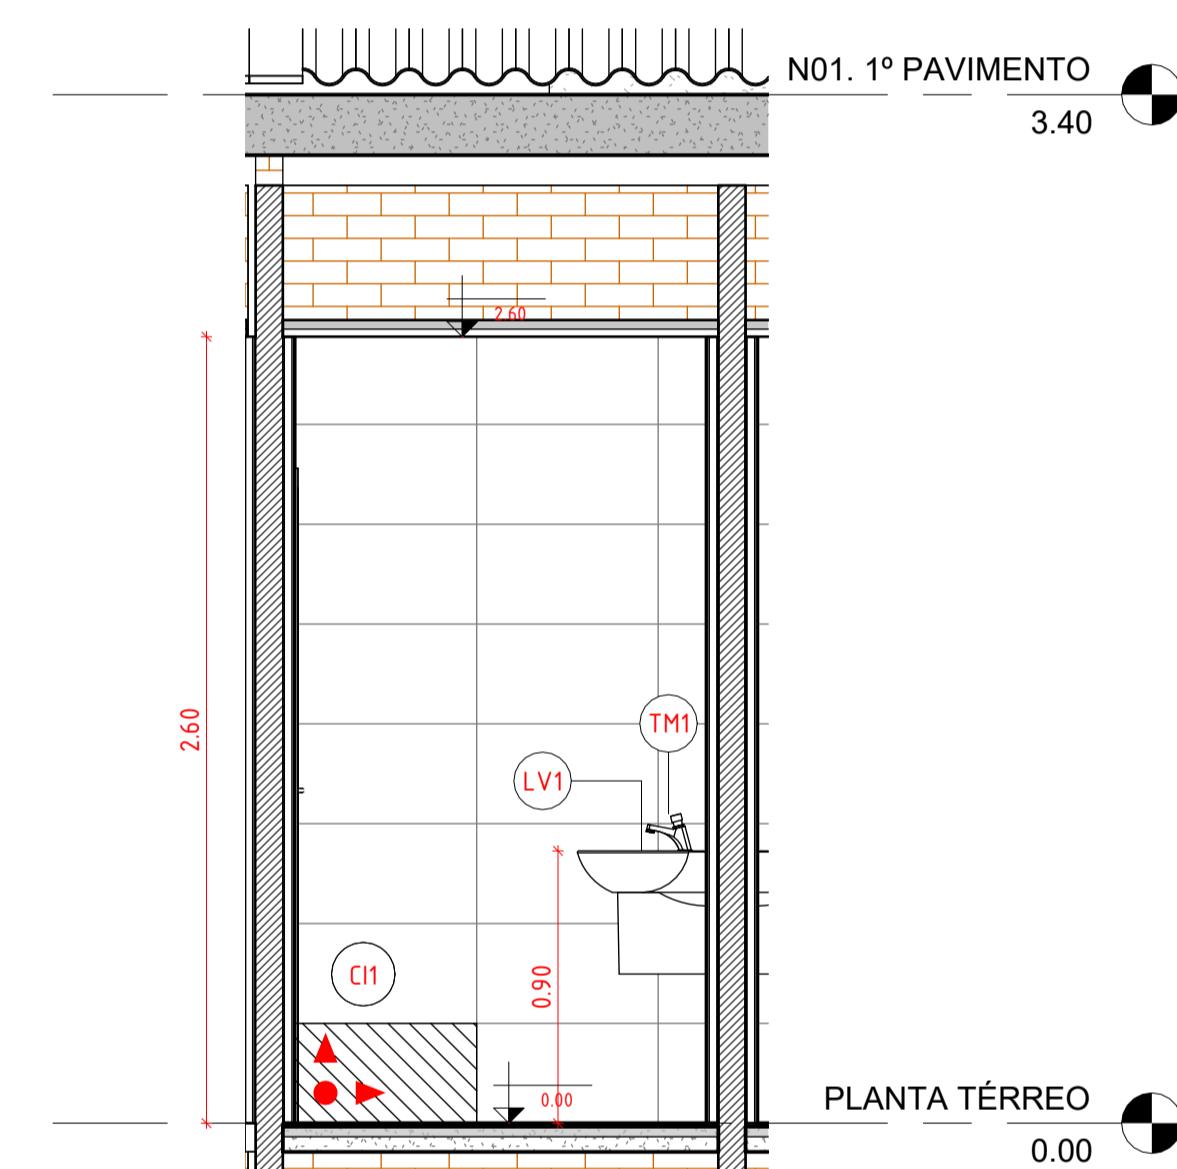 N01. 1º PAVIMENTO
3.40
2.60
2.60
TM1
LV1
0.90
CI1
0.00
PLANTA TÉRREO
0.00